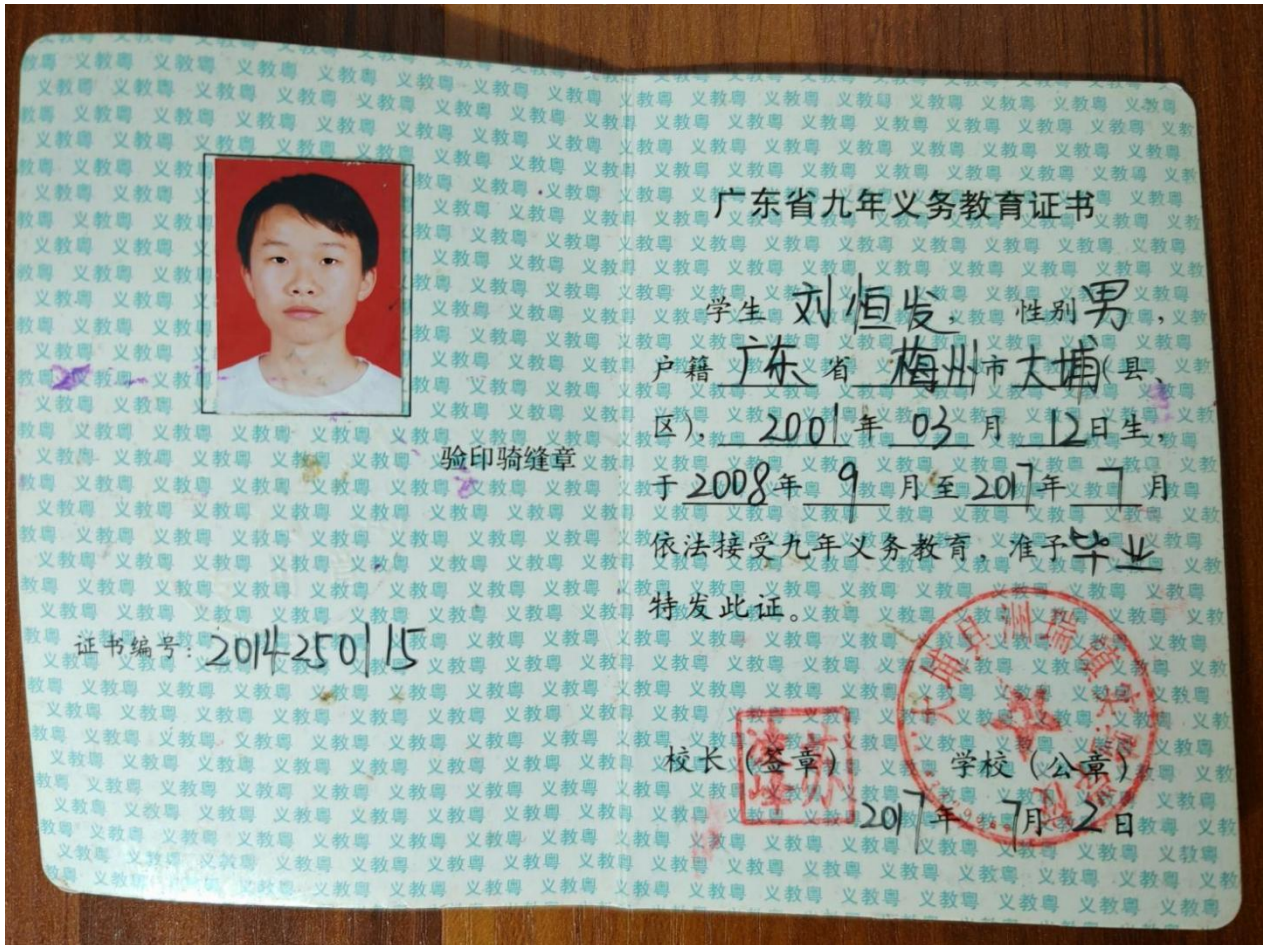 验印骑缝章
证书编号：2014250115
广东省九年义务教育证书
学生 刘恒发， 性别 男，
户籍 广东 省 梅州 市 大埔（县、
区），2001 年 03 月 12 日生，
于 2008 年 9 月至 2017 年 7 月
依法接受九年义务教育，准予 毕业
特发此证。
校长（签章） 学校（公章）
2017 年 7 月 2 日